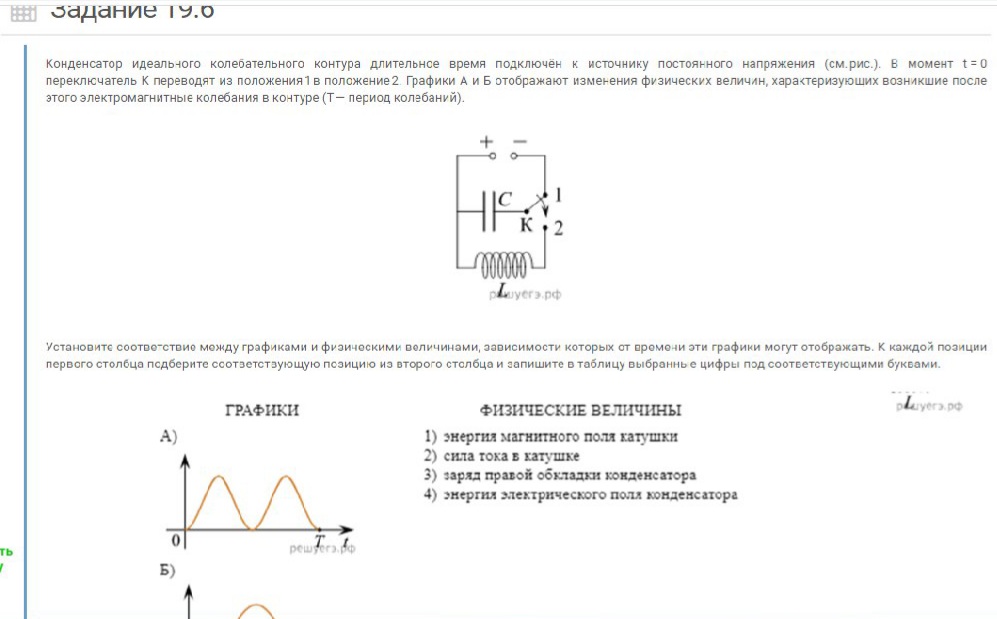 Задание 19.6
Конденсатор идеального колебательного контура длительное время подключён к источнику постоянного напряжения (см.рис.). В момент t = 0
переключатель К переводят из положения 1 в положение 2. Графики А и Б отображают изменения физических величин, характеризующих возникшие после
этого электромагнитные колебания в контуре (Т— период колебаний).
+ −
C 1
К 2
L
решуегэ.рф
Установите соответствие между графиками и физическими величинами, зависимости которых от времени эти графики могут отображать. К каждой позиции
первого столбца подберите соответствующую позицию из второго столбца и запишите в таблицу выбранные цифры под соответствующими буквами.
L
решуегэ.рф
ГРАФИКИ ФИЗИЧЕСКИЕ ВЕЛИЧИНЫ
А) 1) энергия магнитного поля катушки
2) сила тока в катушке
3) заряд правой обкладки конденсатора
4) энергия электрического поля конденсатора
0 T t
решуегэ.рф
ть
у
Б)